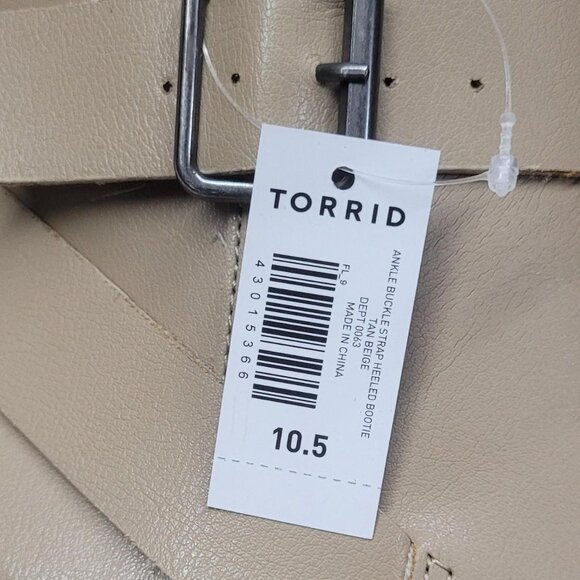 TORRID
ANKLE BUCKLE STRAP HEELED BOOTIE
TAN BEIGE
DEPT 0063
MADE IN CHINA
FL_9
43015366
10.5